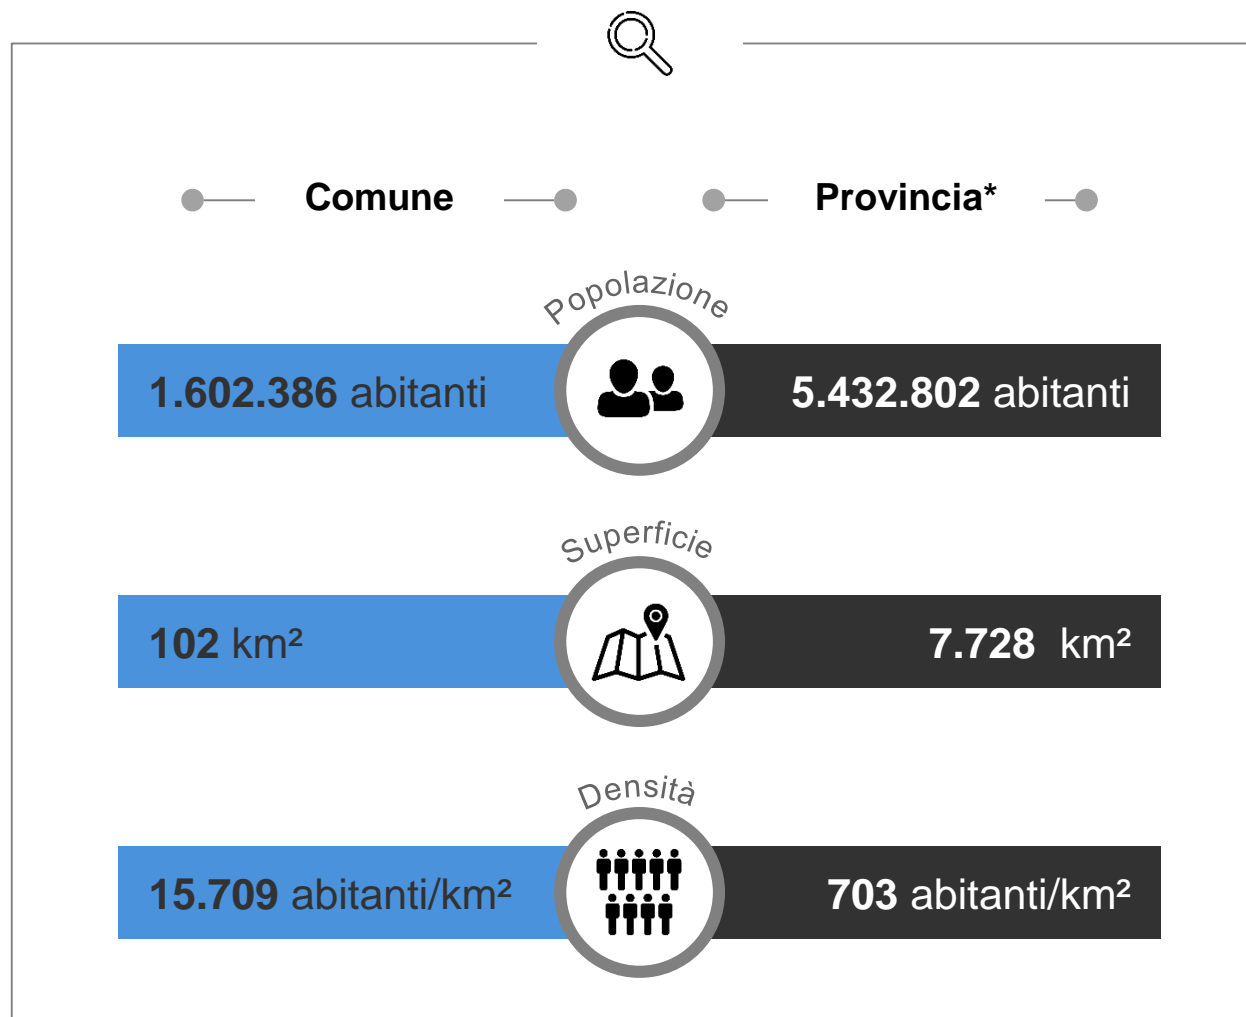 Comune
Provincia*
Popolazione
1.602.386 abitanti
5.432.802 abitanti
Superficie
102 km²
7.728 km²
Densità
15.709 abitanti/km²
703 abitanti/km²